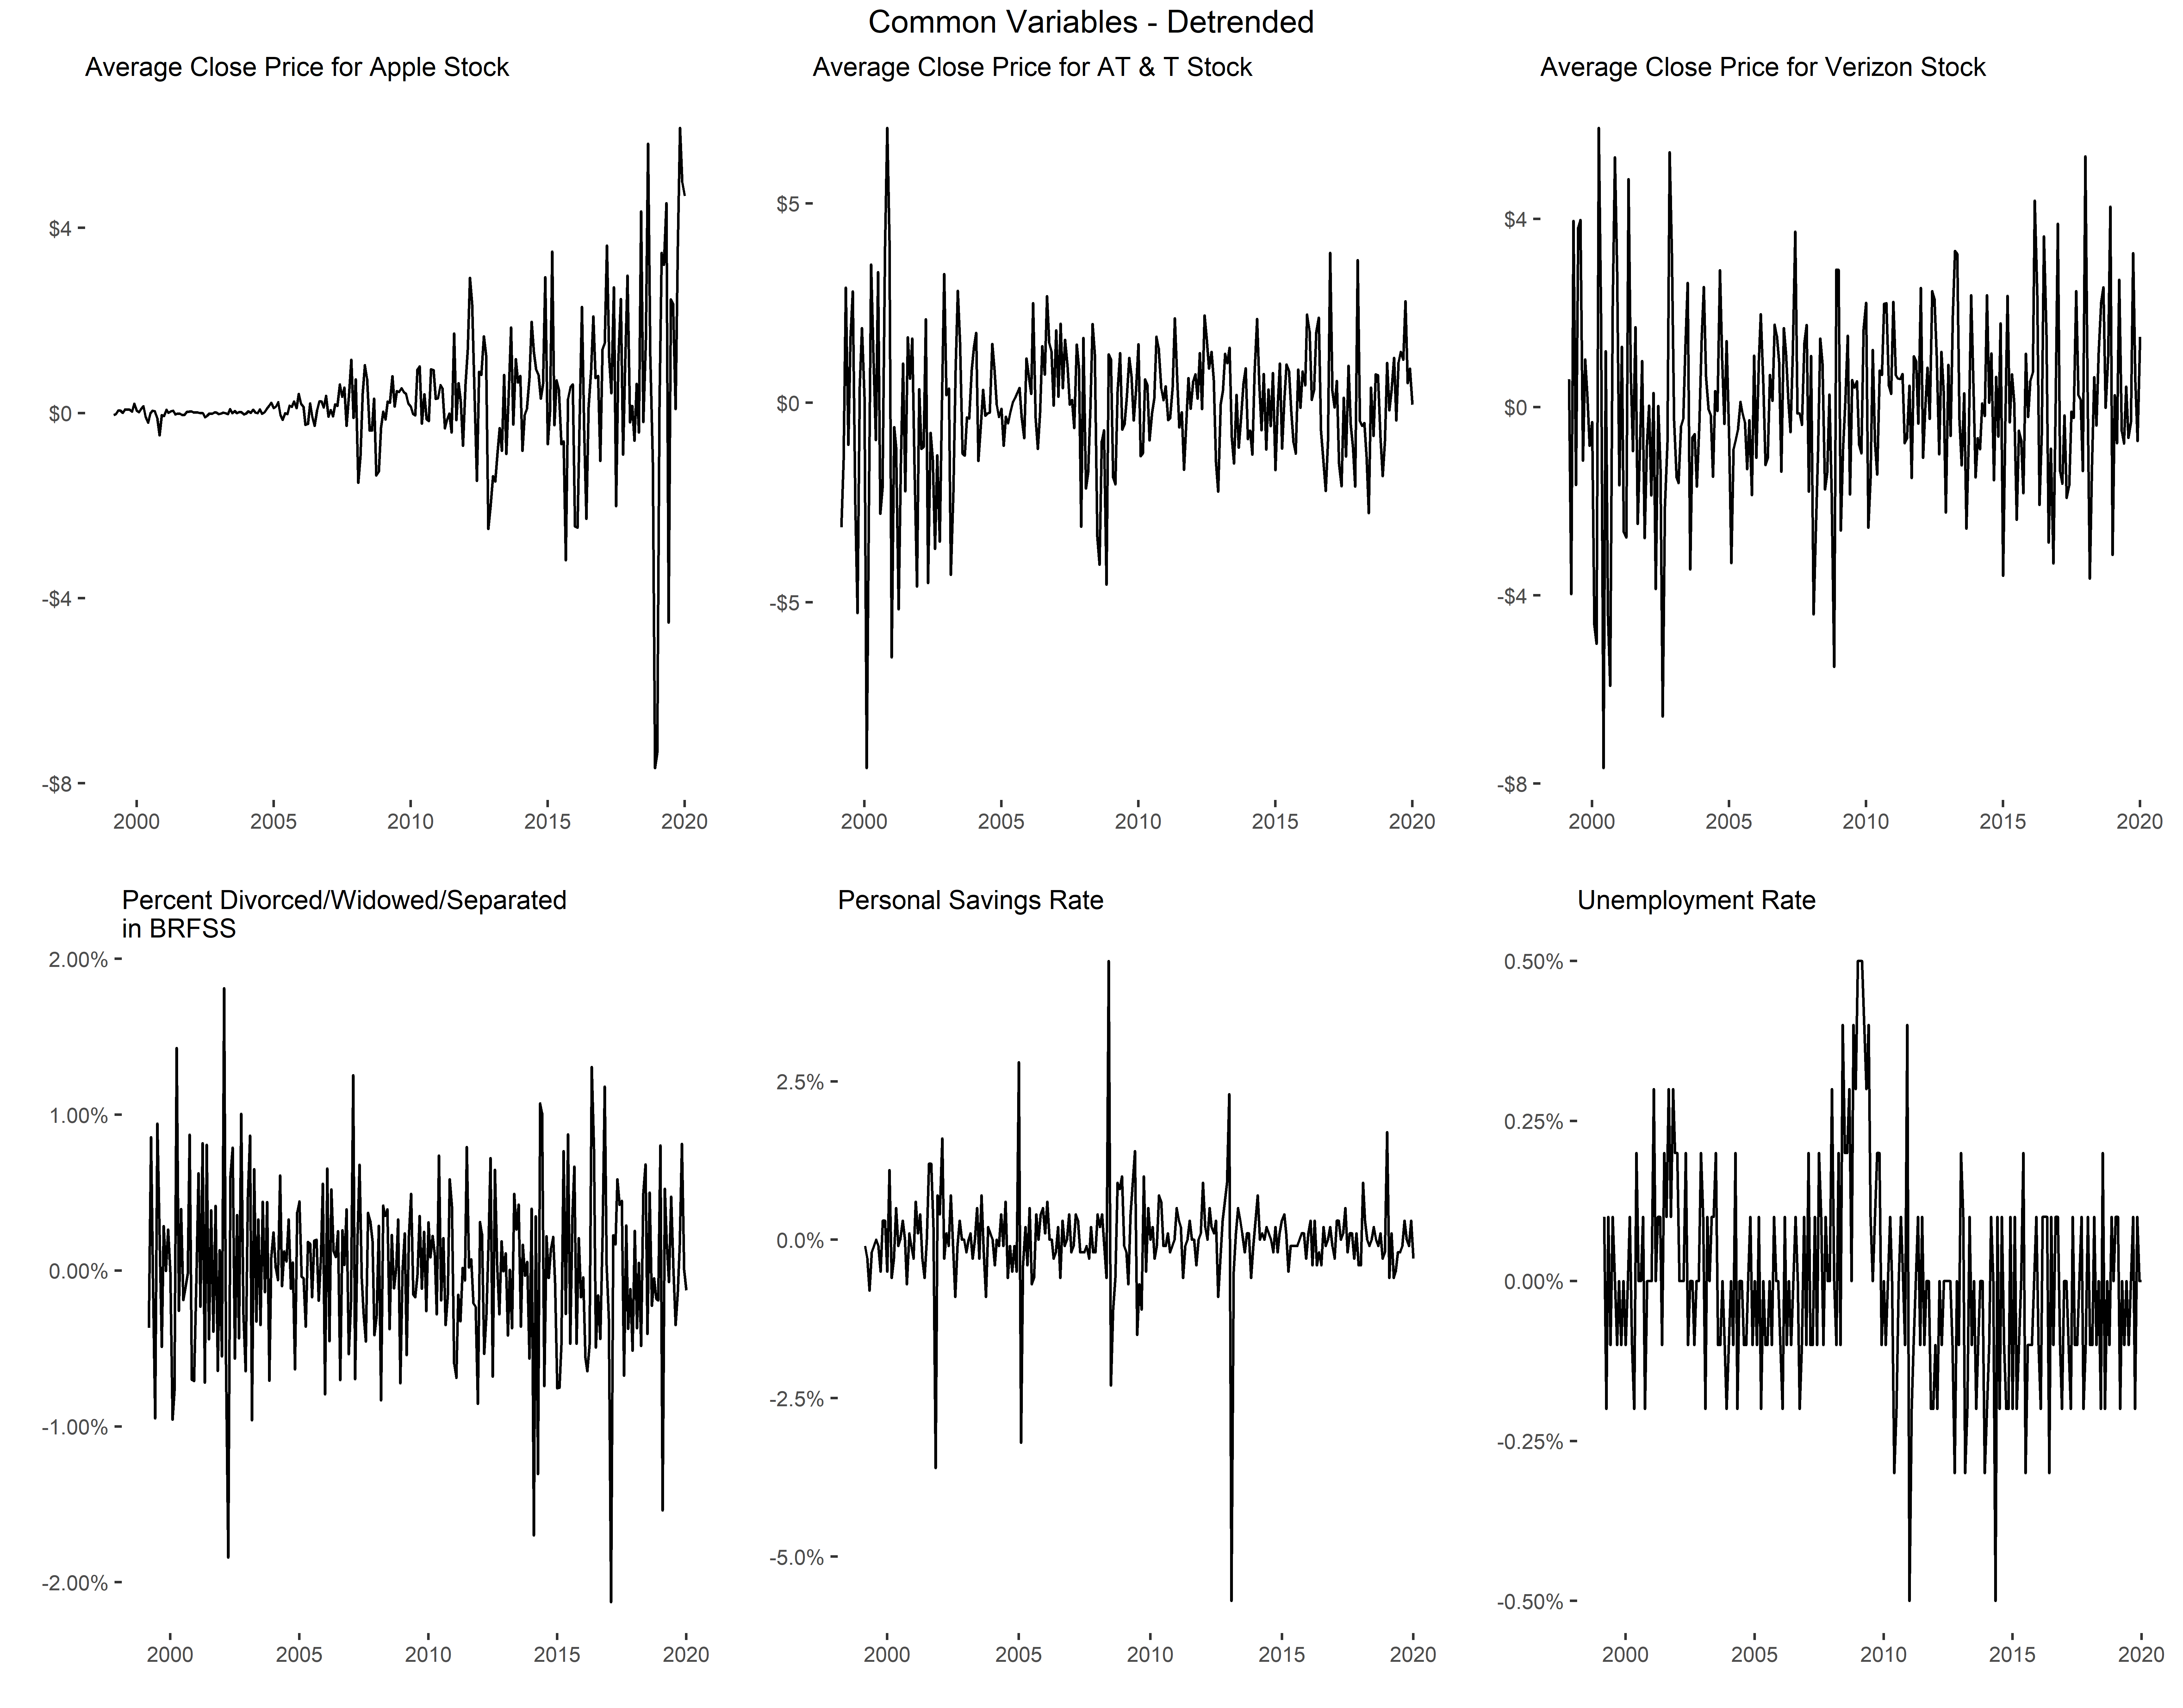 Common Variables - Detrended
Average Close Price for Apple Stock
$4
$0
-$4
-$8
2000 2005 2010 2015 2020
Average Close Price for AT & T Stock
$5
$0
-$5
2000 2005 2010 2015 2020
Average Close Price for Verizon Stock
$4
$0
-$4
-$8
2000 2005 2010 2015 2020
Percent Divorced/Widowed/Separated
in BRFSS
2.00%
1.00%
0.00%
-1.00%
-2.00%
2000 2005 2010 2015 2020
Personal Savings Rate
2.5%
0.0%
-2.5%
-5.0%
2000 2005 2010 2015 2020
Unemployment Rate
0.50%
0.25%
0.00%
-0.25%
-0.50%
2000 2005 2010 2015 2020